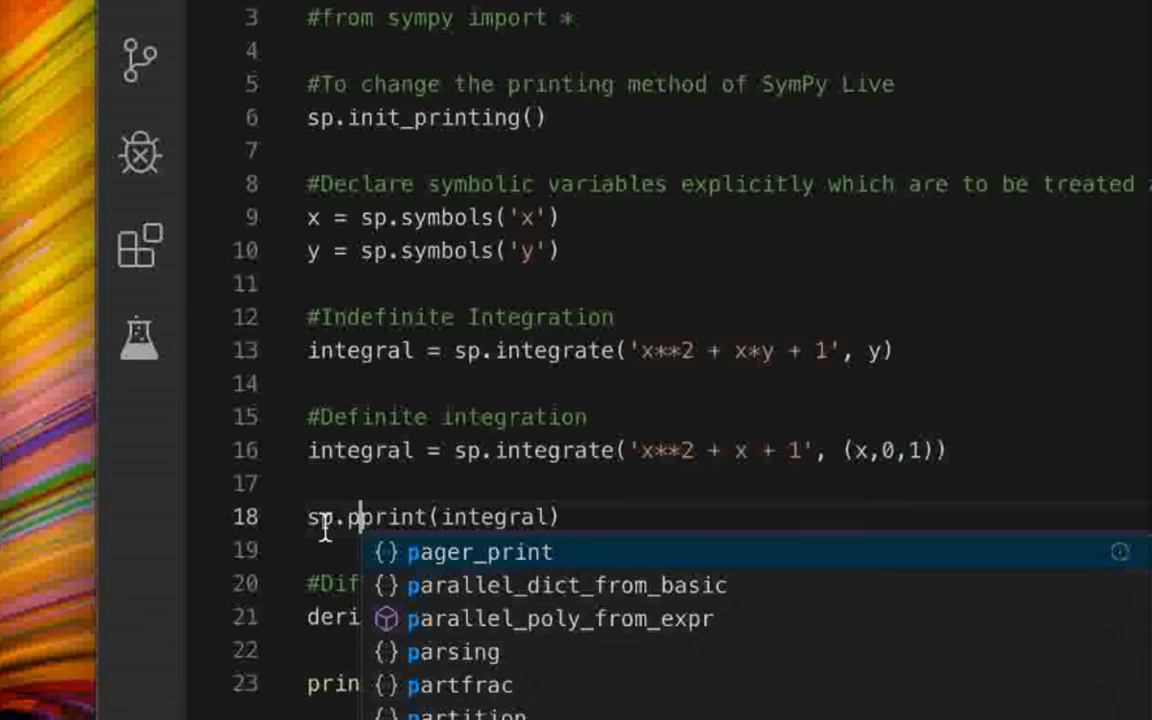 3 #from sympy import *
4
5 #To change the printing method of SymPy Live
6 sp.init_printing()
7
8 #Declare symbolic variables explicitly which are to be treated
9 x = sp.symbols('x')
10 y = sp.symbols('y')
11
12 #Indefinite Integration
13 integral = sp.integrate('x**2 + x*y + 1', y)
14
15 #Definite integration
16 integral = sp.integrate('x**2 + x + 1', (x,0,1))
17
18 sp.pprint(integral)
19 {} pager_print
20 #Dif {} parallel_dict_from_basic
21 deri parallel_poly_from_expr
22 {} parsing
23 prin {} partfrac
partition